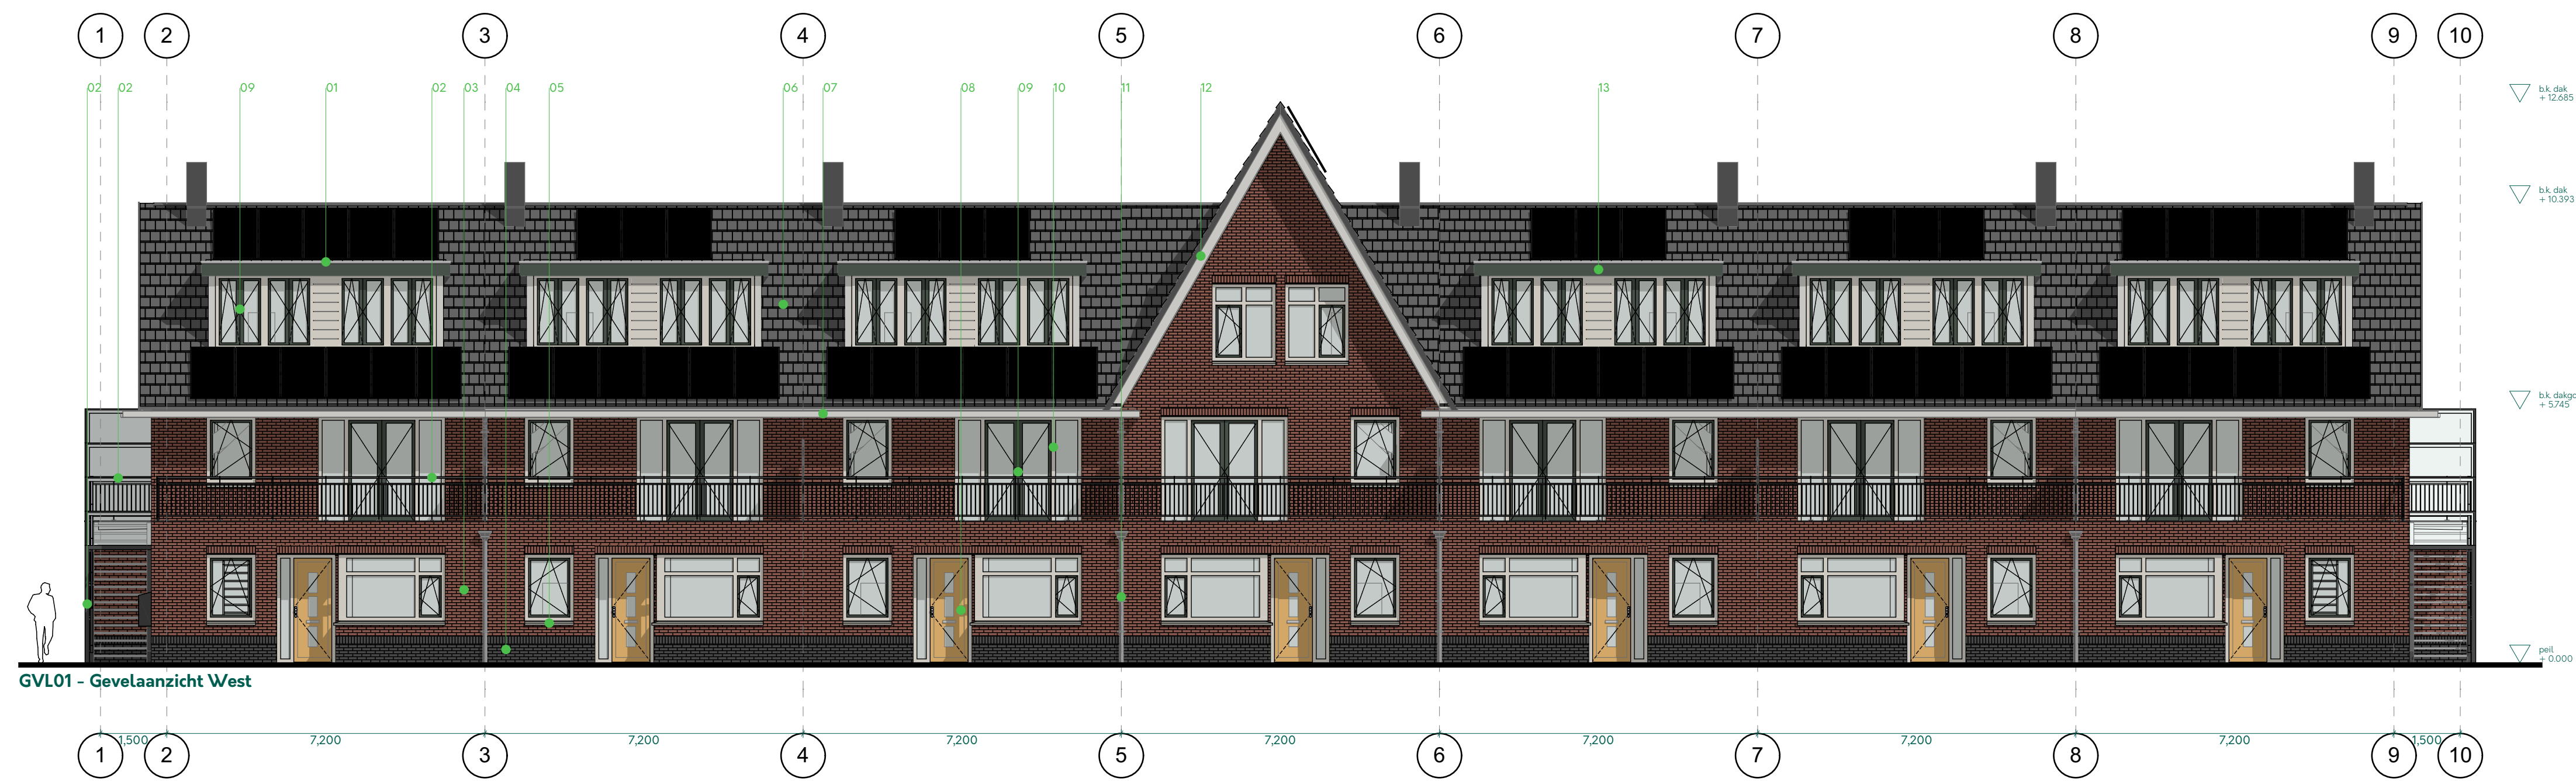 1 2 3 4 5 6 7 8 9 10
02 02 09 01 02 03 04 05 06 07 08 09 10 11 12 13
b.k. dak
+ 12.685
b.k. dak
+ 10.393
b.k. dakgo
+ 5.745
peil
+ 0.000
GVL01 - Gevelaanzicht West
1,500 7,200 7,200 7,200 7,200 7,200 7,200 7,200 1,500
1 2 3 4 5 6 7 8 9 10